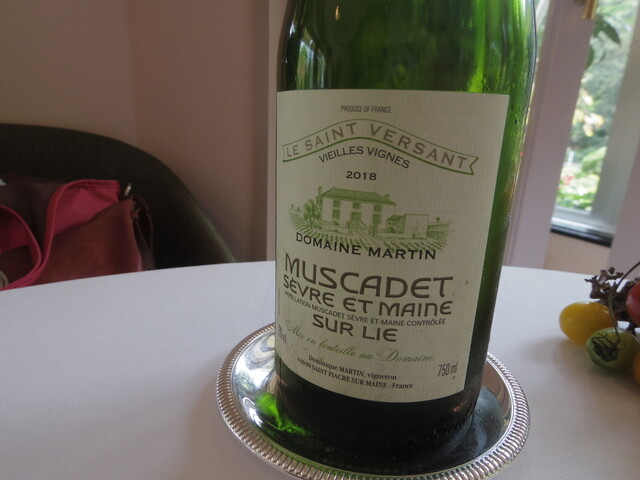 PRODUCE OF FRANCE
LE SAINT VERSANT
VIEILLES VIGNES
2018
DOMAINE MARTIN
MUSCADET
SÈVRE ET MAINE
APPELLATION MUSCADET SÈVRE ET MAINE CONTRÔLÉE
SUR LIE
Mis en bouteille au Domaine
750 ml
Dominique MARTIN, vigneron
44690 SAINT FIACRE SUR MAINE - France